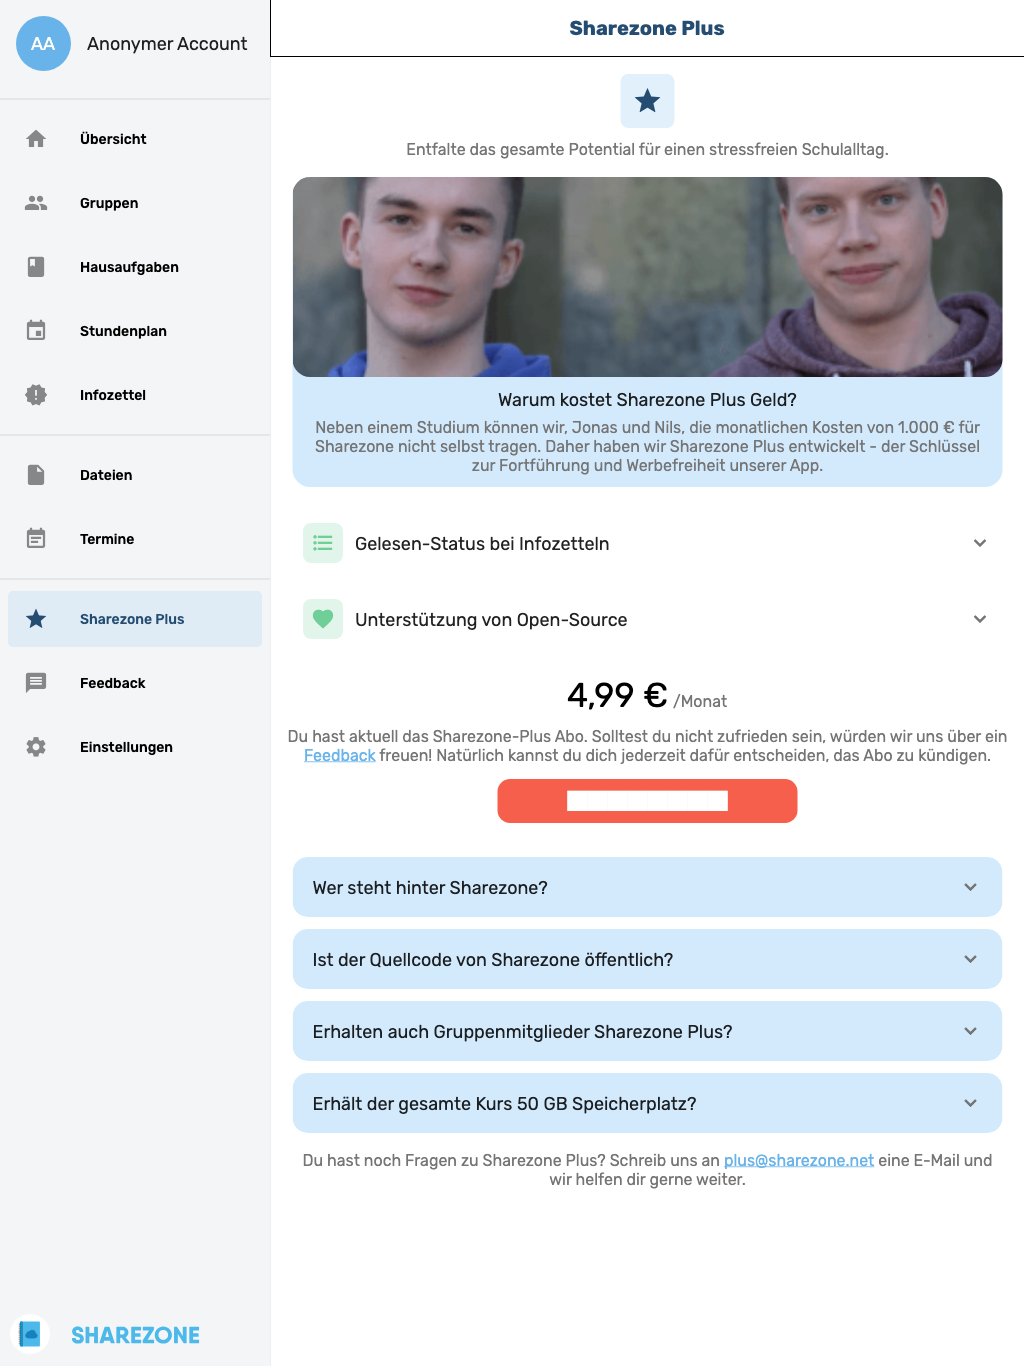 AA
Anonymer Account
Übersicht
Gruppen
Hausaufgaben
Stundenplan
Infozettel
Dateien
Termine
Sharezone Plus
Feedback
Einstellungen
SHAREZONE
Sharezone Plus
Entfalte das gesamte Potential für einen stressfreien Schulalltag.
Warum kostet Sharezone Plus Geld?
Neben einem Studium können wir, Jonas und Nils, die monatlichen Kosten von 1.000 € für
Sharezone nicht selbst tragen. Daher haben wir Sharezone Plus entwickelt - der Schlüssel
zur Fortführung und Werbefreiheit unserer App.
Gelesen-Status bei Infozetteln
Unterstützung von Open-Source
4,99 € /Monat
Du hast aktuell das Sharezone-Plus Abo. Solltest du nicht zufrieden sein, würden wir uns über ein
Feedback freuen! Natürlich kannst du dich jederzeit dafür entscheiden, das Abo zu kündigen.
Wer steht hinter Sharezone?
Ist der Quellcode von Sharezone öffentlich?
Erhalten auch Gruppenmitglieder Sharezone Plus?
Erhält der gesamte Kurs 50 GB Speicherplatz?
Du hast noch Fragen zu Sharezone Plus? Schreib uns an plus@sharezone.net eine E-Mail und
wir helfen dir gerne weiter.